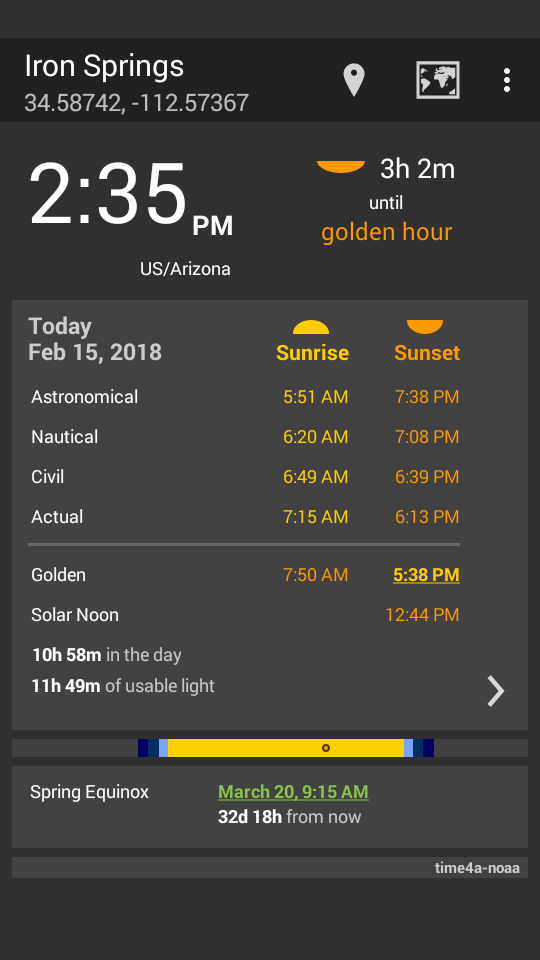 Iron Springs
34.58742, -112.57367
2:35 PM
3h 2m
until
golden hour
US/Arizona
Today
Feb 15, 2018
Sunrise Sunset
Astronomical 5:51 AM 7:38 PM
Nautical 6:20 AM 7:08 PM
Civil 6:49 AM 6:39 PM
Actual 7:15 AM 6:13 PM
Golden 7:50 AM 5:38 PM
Solar Noon 12:44 PM
10h 58m in the day
11h 49m of usable light
Spring Equinox March 20, 9:15 AM
32d 18h from now
time4a-noaa